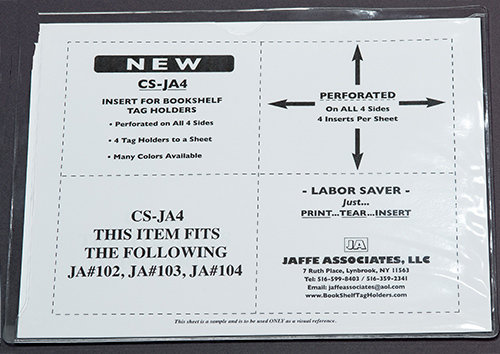 NEW
CS-JA4
INSERT FOR BOOKSHELF
TAG HOLDERS
• Perforated on All 4 Sides
• 4 Tag Holders to a Sheet
• Many Colors Available
PERFORATED
On ALL 4 Sides
4 Inserts Per Sheet
CS-JA4
THIS ITEM FITS
THE FOLLOWING
JA#102, JA#103, JA#104
- LABOR SAVER -
Just...
PRINT...TEAR...INSERT
JA
JAFFE ASSOCIATES, LLC
7 Ruth Place, Lynbrook, NY 11563
Tel: 516-599-8403 / 516-359-2341
Email: jaffeassociates@aol.com
www.BookShelfTagHolders.com
This sheet is a sample and is to be used ONLY as a visual reference.